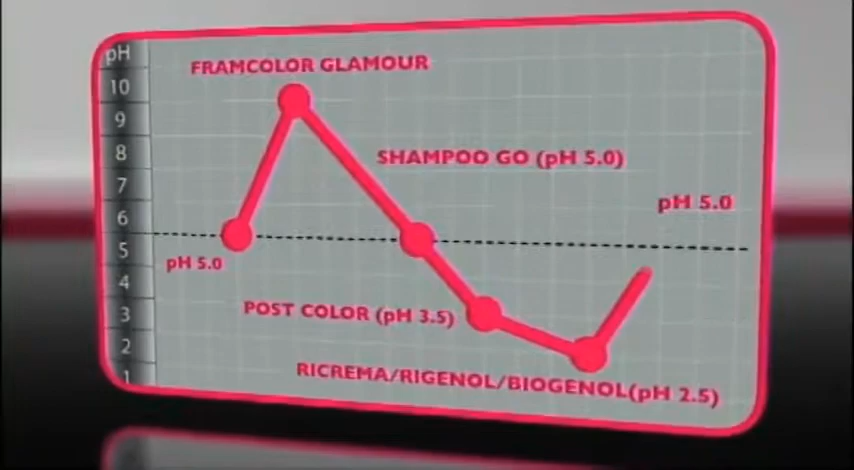 pH
FRAMCOLOR GLAMOUR
10
9
8
SHAMPOO GO (pH 5.0)
7
pH 5.0
6
5
pH 5.0
4
3
POST COLOR (pH 3.5)
2
RICREMA/RIGENOL/BIOGENOL(pH 2.5)
1